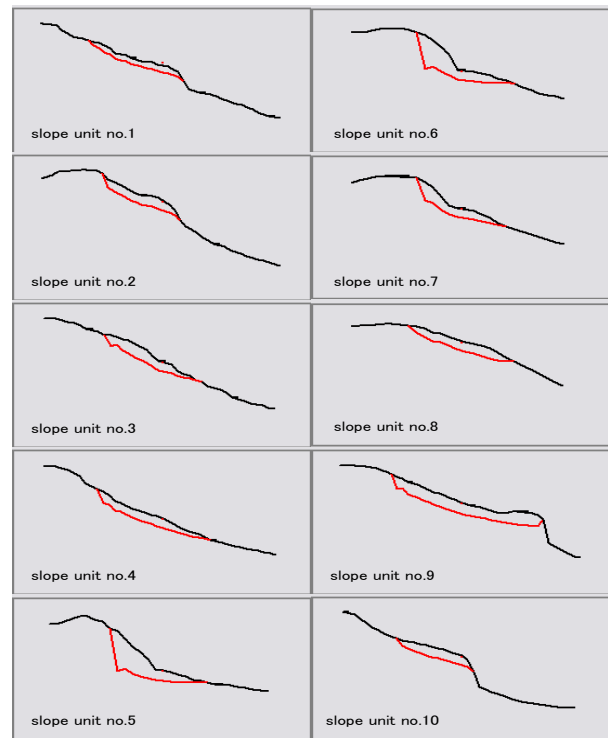 slope unit no.1
slope unit no.6
slope unit no.2
slope unit no.7
slope unit no.3
slope unit no.8
slope unit no.4
slope unit no.9
slope unit no.5
slope unit no.10